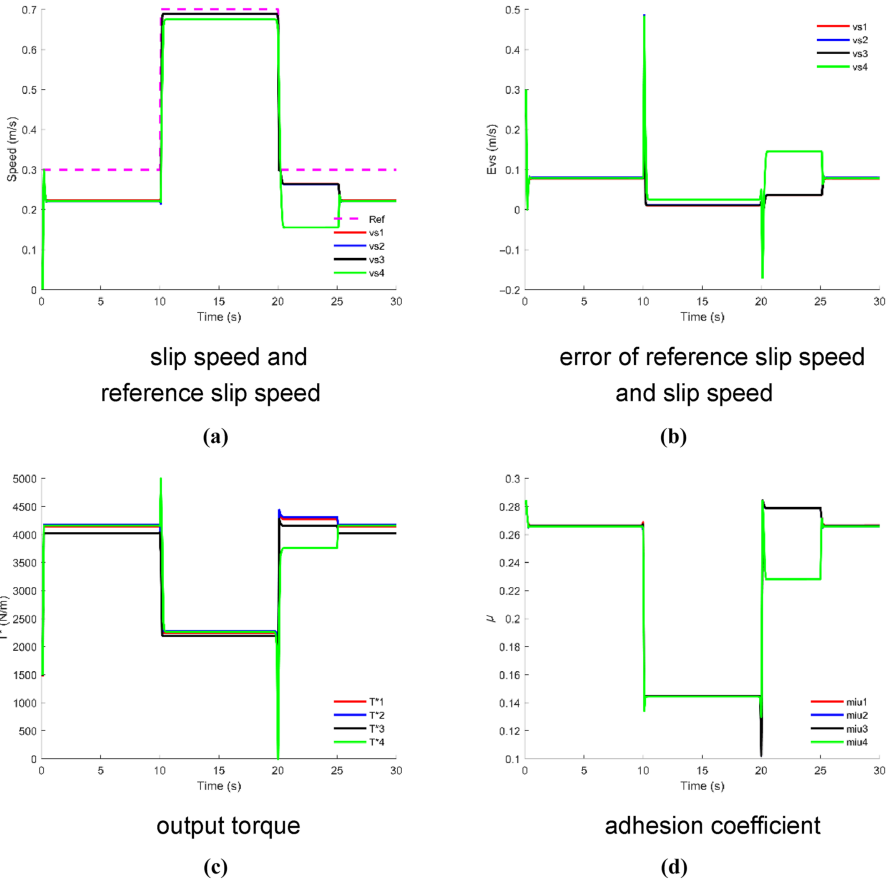 0.7
0.6
0.5
0.4
0.3
0.2
0.1
0
Speed (m/s)
Ref
vs1
vs2
vs3
vs4
0 5 10 15 20 25 30
Time (s)
slip speed and
reference slip speed
(a)
0.5
0.4
0.3
0.2
0.1
0
-0.1
-0.2
Evs (m/s)
vs1
vs2
vs3
vs4
0 5 10 15 20 25 30
Time (s)
error of reference slip speed
and slip speed
(b)
5000
4500
4000
3500
3000
2500
2000
1500
1000
500
0
T* (N/m)
T*1
T*2
T*3
T*4
0 5 10 15 20 25 30
Time (s)
output torque
(c)
0.3
0.28
0.26
0.24
0.22
0.2
0.18
0.16
0.14
0.12
0.1
μ
miu1
miu2
miu3
miu4
0 5 10 15 20 25 30
Time (s)
adhesion coefficient
(d)